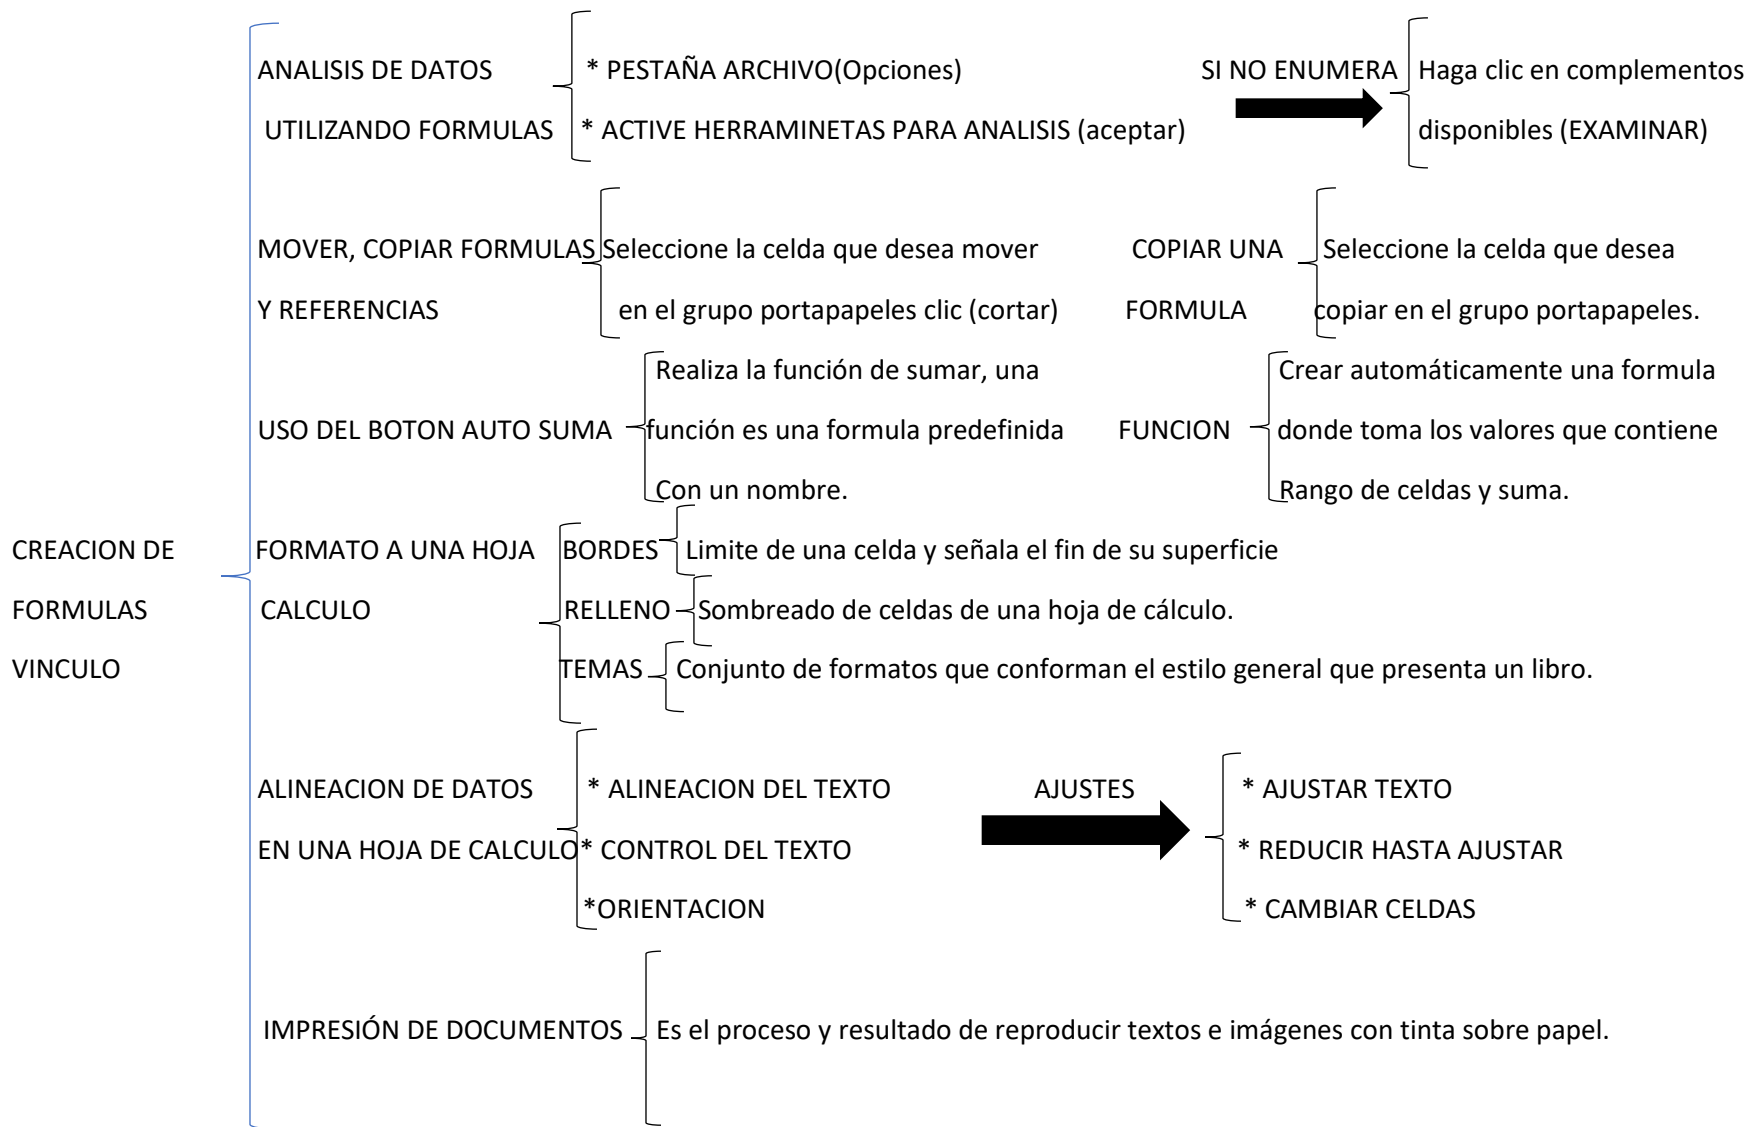 ANALISIS DE DATOS * PESTAÑA ARCHIVO(Opciones) SI NO ENUMERA Haga clic en complementos
UTILIZANDO FORMULAS * ACTIVE HERRAMINETAS PARA ANALISIS (aceptar) disponibles (EXAMINAR)
MOVER, COPIAR FORMULAS Seleccione la celda que desea mover COPIAR UNA Seleccione la celda que desea
Y REFERENCIAS en el grupo portapapeles clic (cortar) FORMULA copiar en el grupo portapapeles.
Realiza la función de sumar, una Crear automáticamente una formula
USO DEL BOTON AUTO SUMA función es una formula predefinida FUNCION donde toma los valores que contiene
Con un nombre. Rango de celdas y suma.
CREACION DE FORMATO A UNA HOJA BORDES Limite de una celda y señala el fin de su superficie
FORMULAS CALCULO RELLENO Sombreado de celdas de una hoja de cálculo.
VINCULO TEMAS Conjunto de formatos que conforman el estilo general que presenta un libro.
ALINEACION DE DATOS * ALINEACION DEL TEXTO AJUSTES * AJUSTAR TEXTO
EN UNA HOJA DE CALCULO * CONTROL DEL TEXTO * REDUCIR HASTA AJUSTAR
*ORIENTACION * CAMBIAR CELDAS
IMPRESIÓN DE DOCUMENTOS Es el proceso y resultado de reproducir textos e imágenes con tinta sobre papel.